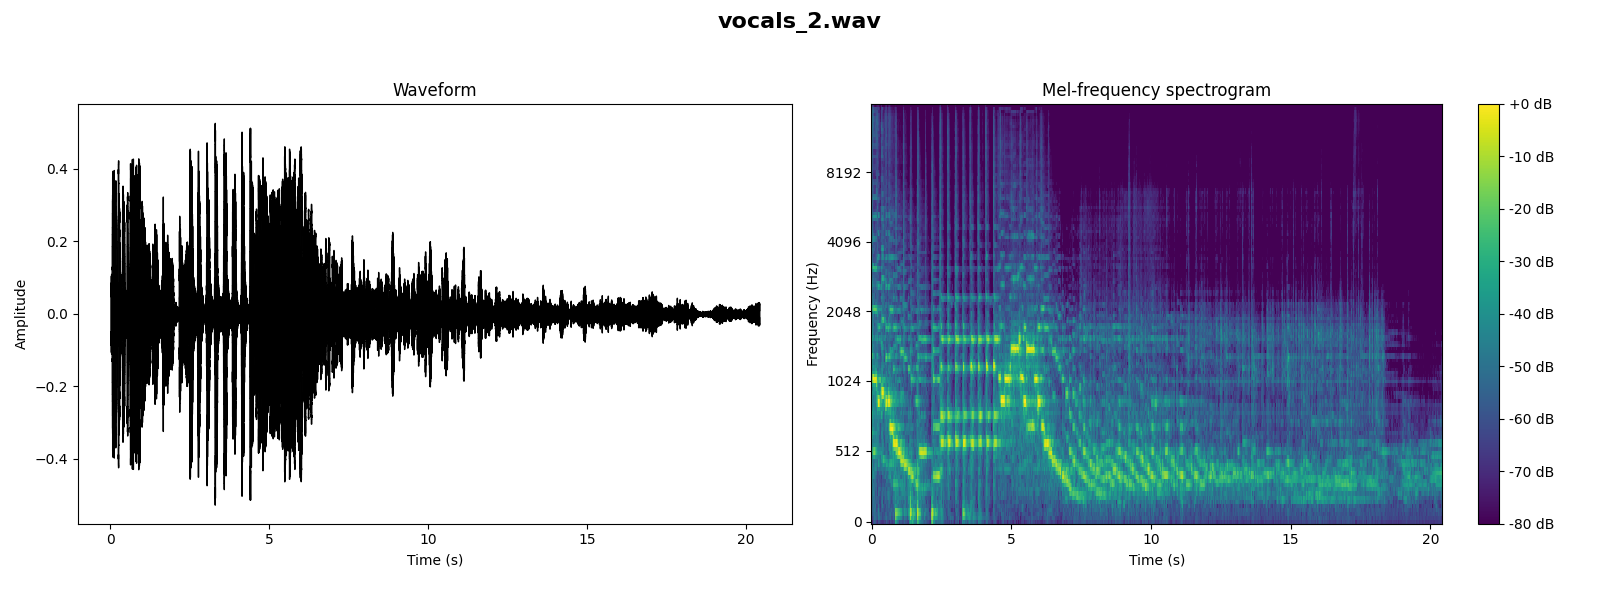 vocals_2.wav
Waveform
Amplitude
0.4
0.2
0.0
−0.2
−0.4
0
5
10
15
20
Time (s)
Mel-frequency spectrogram
Frequency (Hz)
8192
4096
2048
1024
512
0
0
5
10
15
20
Time (s)
+0 dB
-10 dB
-20 dB
-30 dB
-40 dB
-50 dB
-60 dB
-70 dB
-80 dB